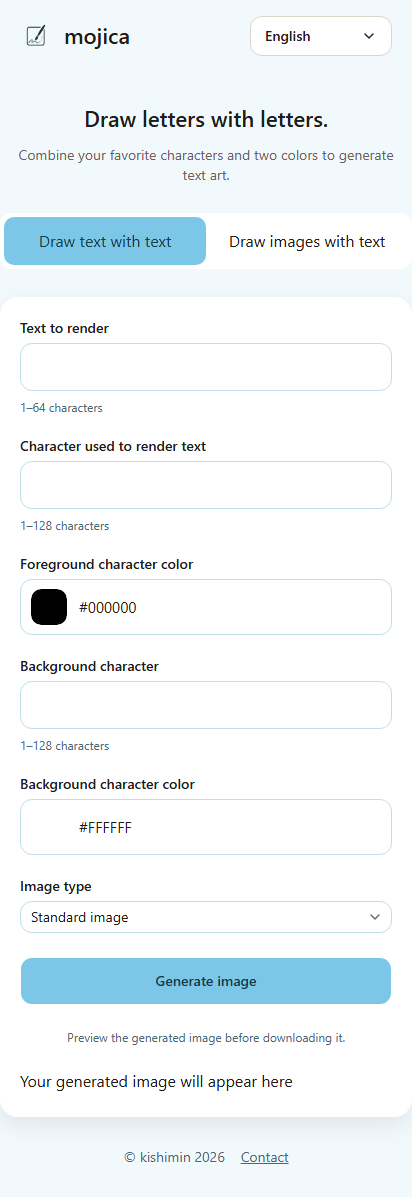 mojica
English
Draw letters with letters.
Combine your favorite characters and two colors to generate
text art.
Draw text with text
Draw images with text
Text to render
1–64 characters
Character used to render text
1–128 characters
Foreground character color
#000000
Background character
1–128 characters
Background character color
#FFFFFF
Image type
Standard image
Generate image
Preview the generated image before downloading it.
Your generated image will appear here
© kishimin 2026 Contact